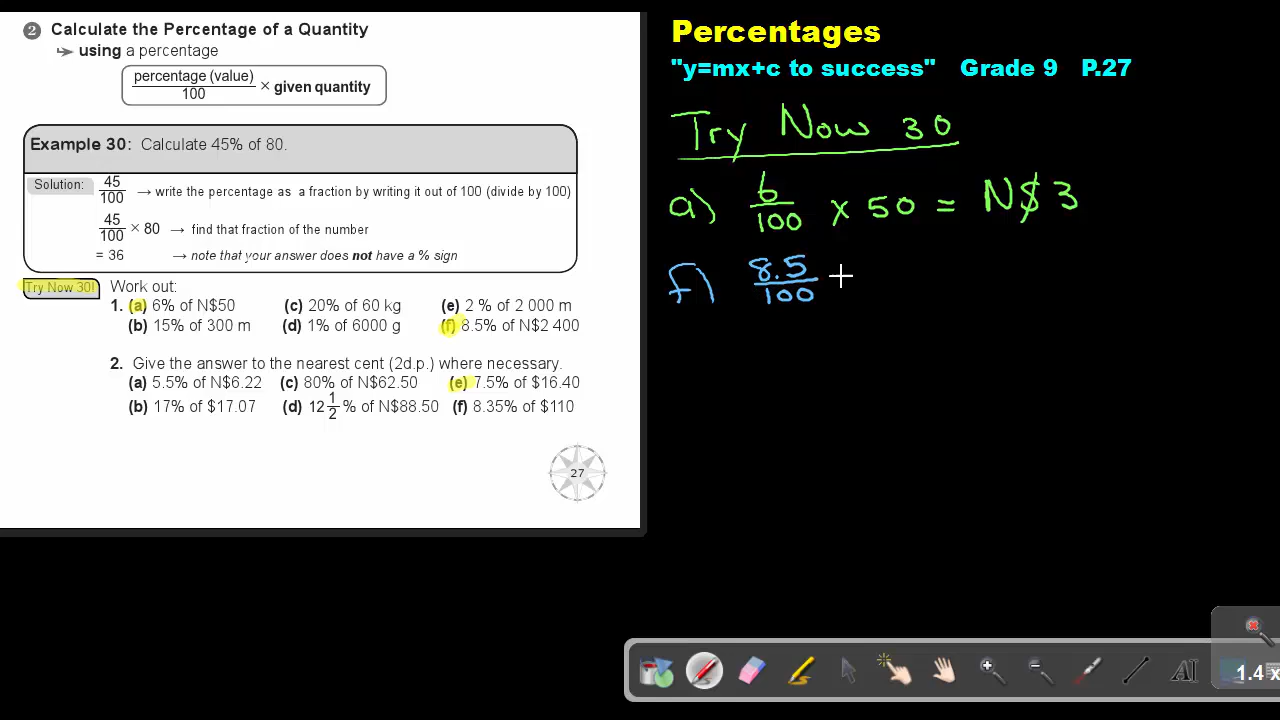 2 Calculate the Percentage of a Quantity
↪ using a percentage
percentage (value)
100
× given quantity
Example 30: Calculate 45% of 80.
Solution:
45
100
→ write the percentage as a fraction by writing it out of 100 (divide by 100)
45
100
× 80 → find that fraction of the number
= 36 → note that your answer does not have a % sign
Try Now 30! Work out:
1. (a) 6% of N$50 (c) 20% of 60 kg (e) 2 % of 2 000 m
(b) 15% of 300 m (d) 1% of 6000 g (f) 8.5% of N$2 400
2. Give the answer to the nearest cent (2d.p.) where necessary.
(a) 5.5% of N$6.22 (c) 80% of N$62.50 (e) 7.5% of $16.40
(b) 17% of $17.07 (d) 12 1/2 % of N$88.50 (f) 8.35% of $110
27
Percentages
"y=mx+c to success" Grade 9 P.27
Try Now 30
a) 6/100 x 50 = N$3
f) 8.5/100
AI
1.4 x